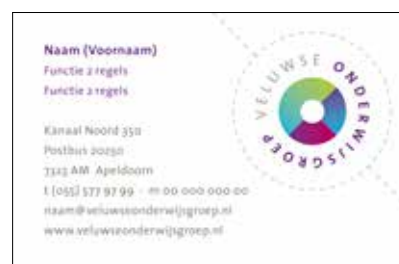 Naam (Voornaam)
Functie 2 regels
Functie 2 regels
Kanaal Noord 350
Postbus 20250
7323 AM Apeldoorn
t (055) 577 97 99 - m 00 000 000 00
naam@veluwseonderwijsgroep.nl
www.veluwseonderwijsgroep.nl
VELUWSE ONDERWIJSGROEP